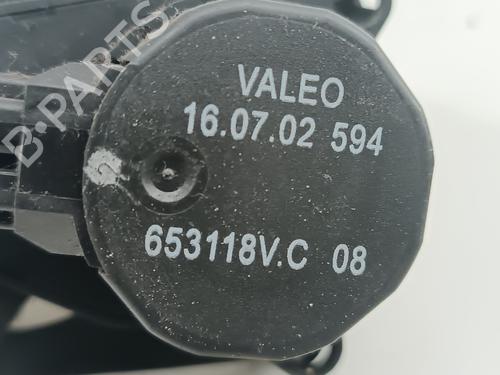 B-PARTS
VALEO
16.07.02 594
653118V.C 08